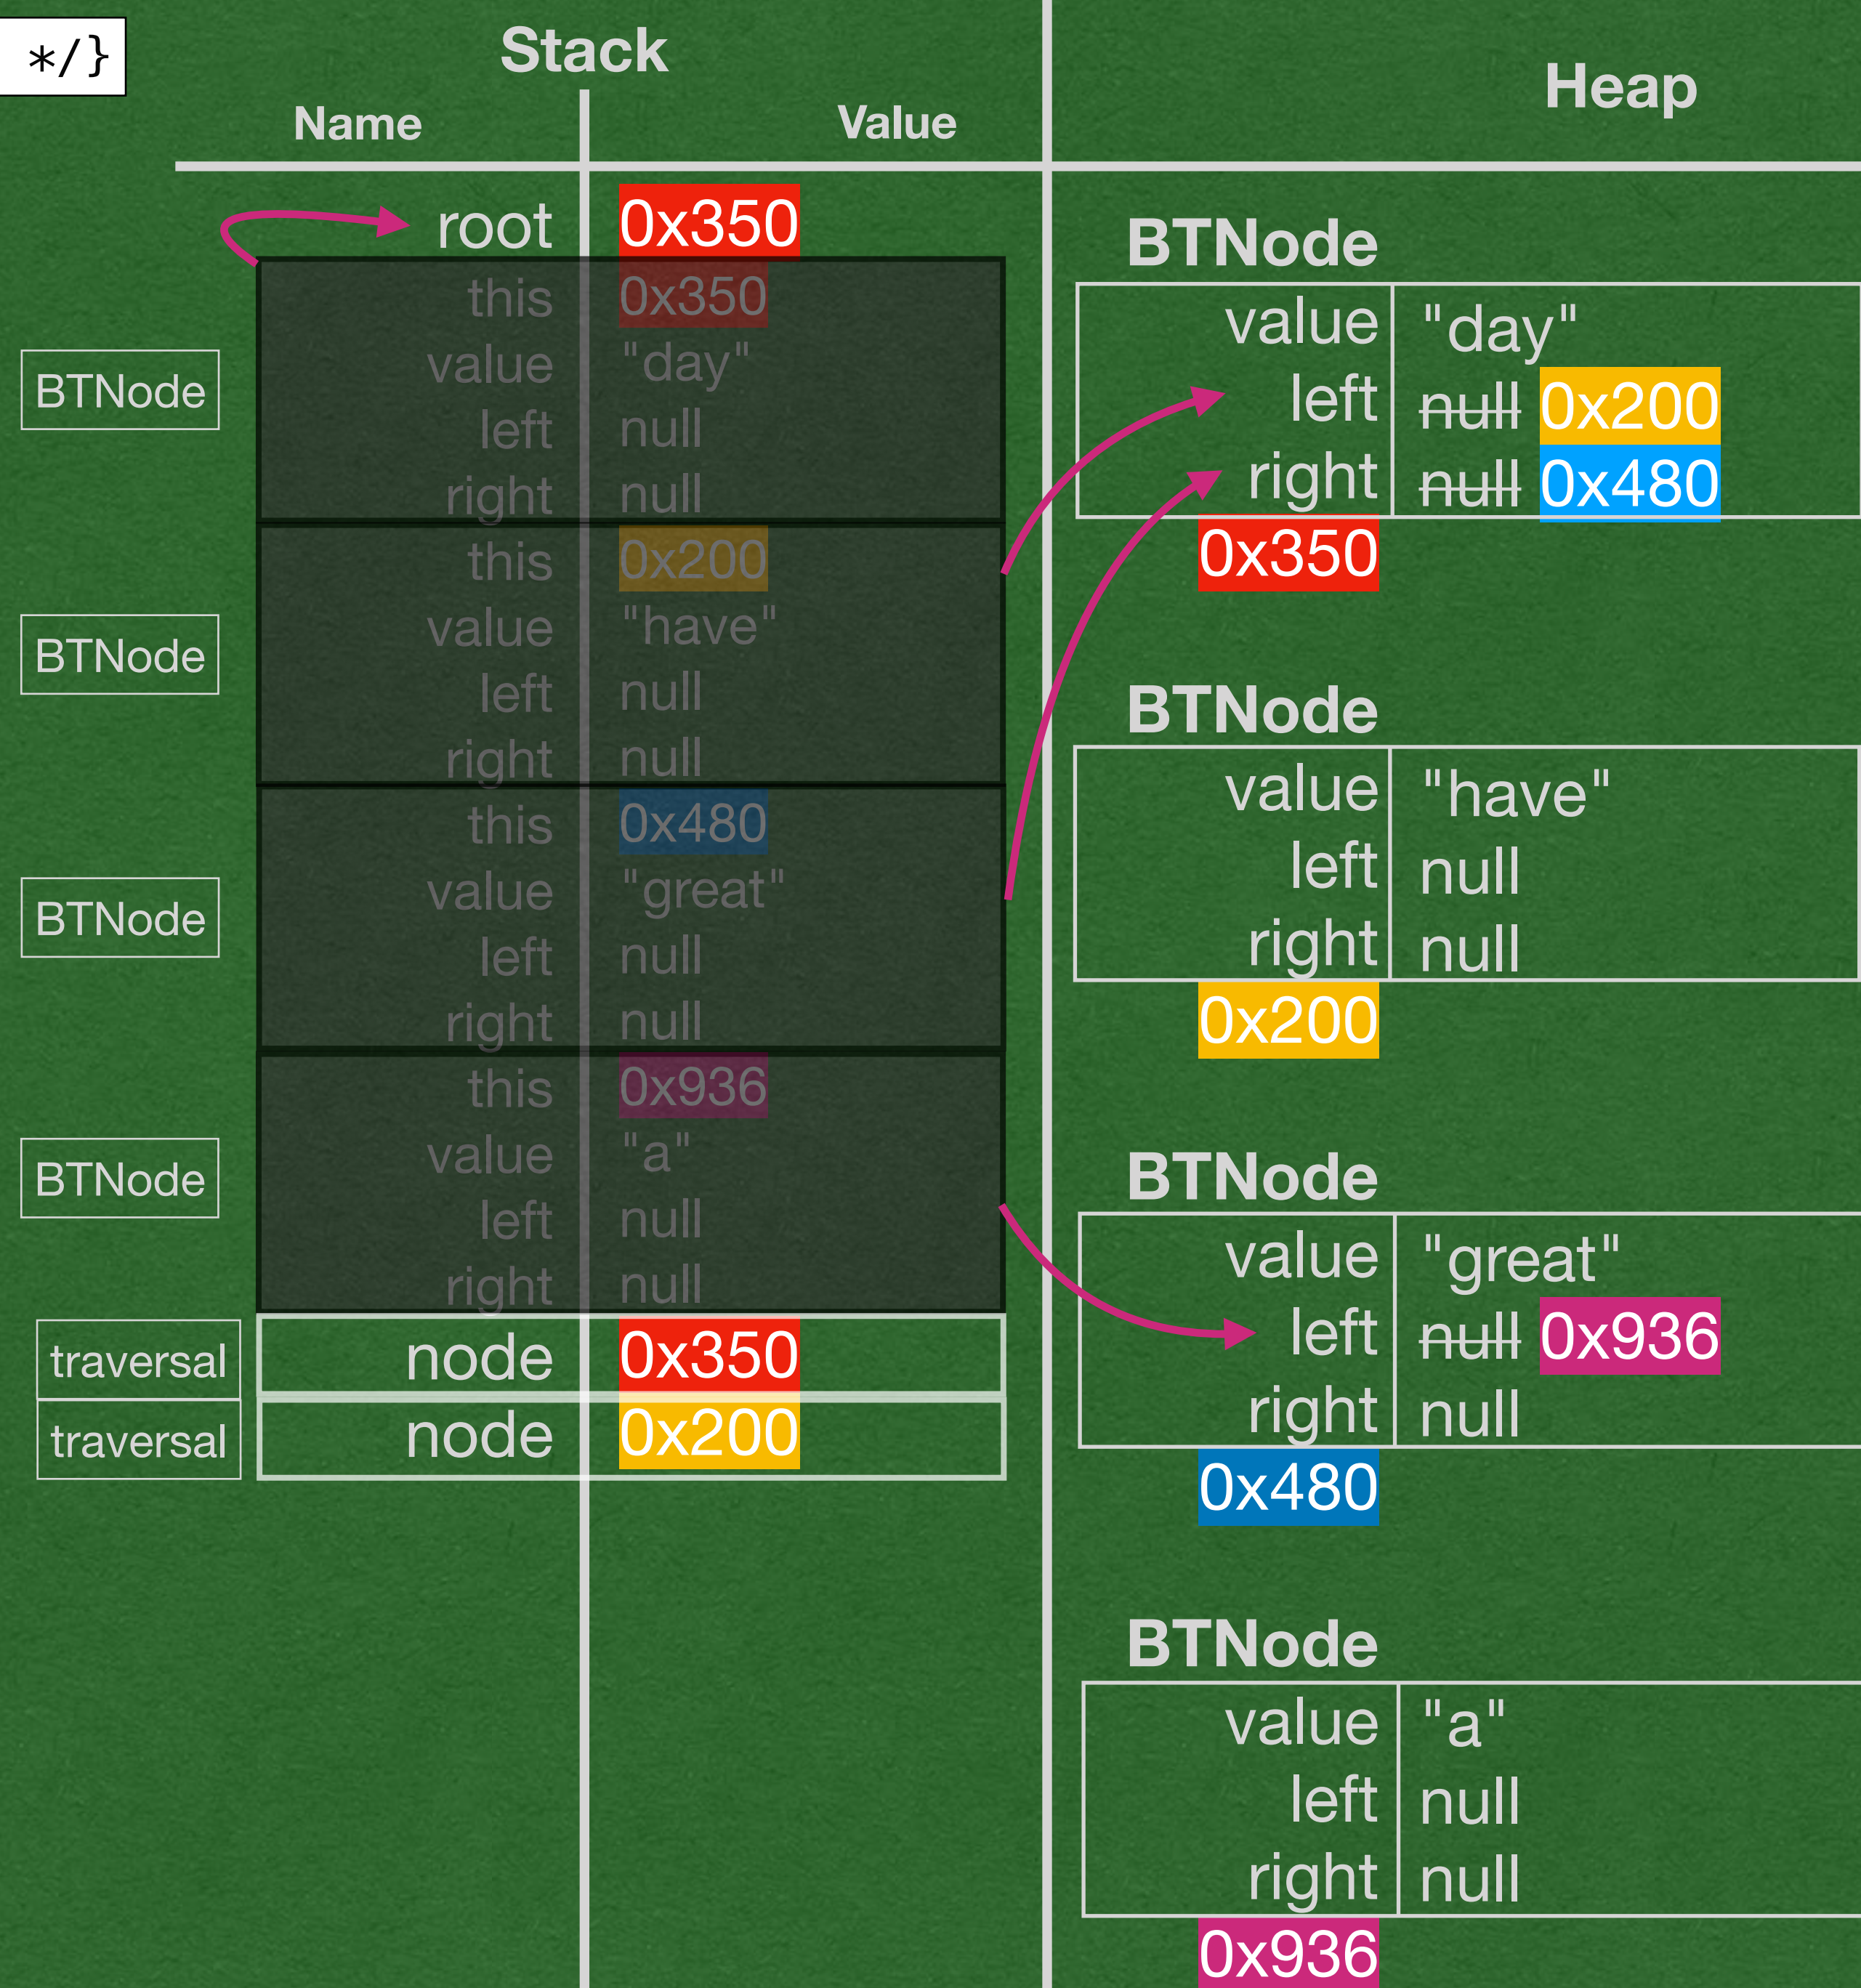 */}
Stack
Name Value
root 0x350
this 0x350
value "day"
left null
right null
BTNode
this 0x200
value "have"
left null
right null
BTNode
this 0x480
value "great"
left null
right null
BTNode
this 0x936
value "a"
left null
right null
BTNode
traversal node 0x350
traversal node 0x200
Heap
BTNode
value "day"
left null 0x200
right null 0x480
0x350
BTNode
value "have"
left null
right null
0x200
BTNode
value "great"
left null 0x936
right null
0x480
BTNode
value "a"
left null
right null
0x936